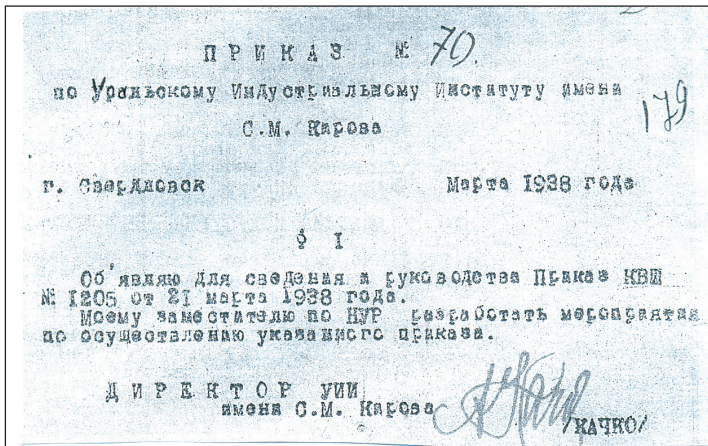 ПРИКАЗ № 70.
по Уральскому Индустриальному Институту имени
179
С.М. Кирова
г. Свердловск Марта 1938 года
§ I
Об'являю для сведения и руководства Приказ КВШ
№ 1205 от 21 марта 1938 года.
Моему заместителю по НУР разработать мероприятия
по осуществлению указанного приказа.
ДИРЕКТОР УИИ
имени С.М. Кирова
/КАЧКО/